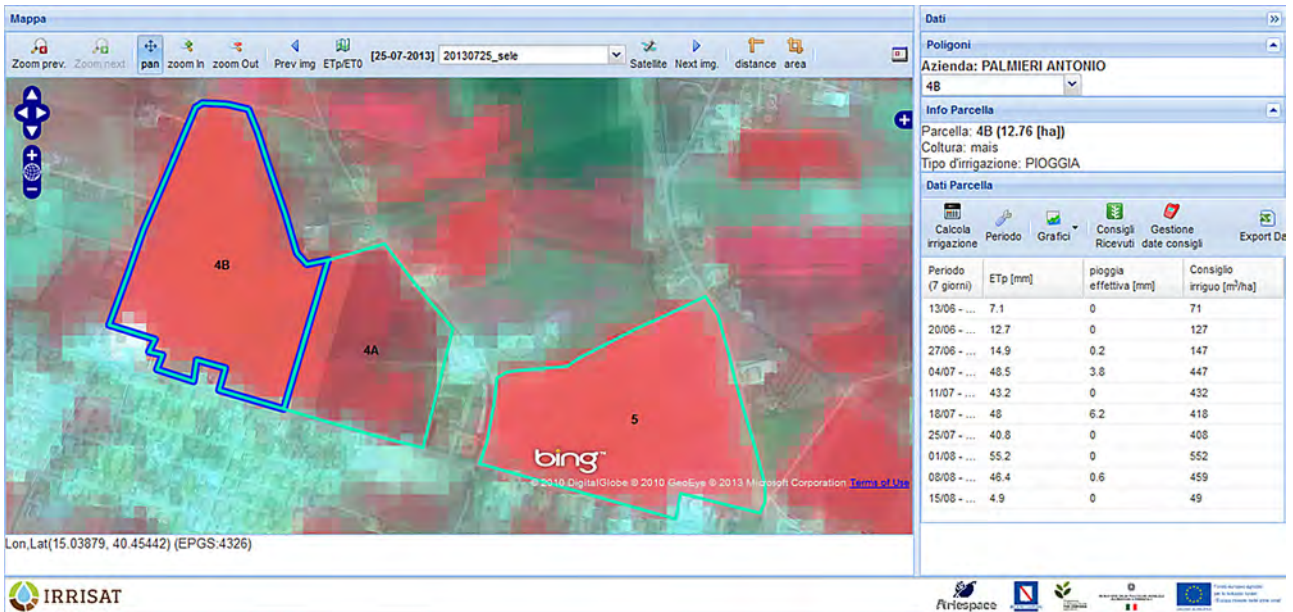 Mappa
Zoom prev. Zoom next pan zoom In zoom Out Prev img ETp/ET0 [25-07-2013] 20130725_sele Satellite Next img. distance area
4B
4A
5
bing™
© 2010 DigitalGlobe © 2010 GeoEye © 2013 Microsoft Corporation Terms of Use
Lon,Lat(15.03879, 40.45442) (EPGS:4326)
Dati
Poligoni
Azienda: PALMIERI ANTONIO
4B
Info Parcella
Parcella: 4B (12.76 [ha])
Coltura: mais
Tipo d'irrigazione: PIOGGIA
Dati Parcella
Calcola irrigazione Periodo Grafici Consigli Ricevuti Gestione date consigli Export Da
Periodo (7 giorni) ETp [mm] pioggia effettiva [mm] Consiglio irriguo [m³/ha]
13/06 - ... 7.1 0 71
20/06 - ... 12.7 0 127
27/06 - ... 14.9 0.2 147
04/07 - ... 48.5 3.8 447
11/07 - ... 43.2 0 432
18/07 - ... 48 6.2 418
25/07 - ... 40.8 0 408
01/08 - ... 55.2 0 552
08/08 - ... 46.4 0.6 459
15/08 - ... 4.9 0 49
IRRISAT
Ariespace